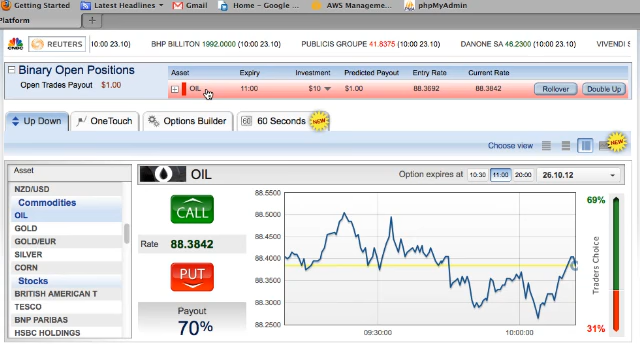 Getting Started
Latest Headlines
Gmail
Home - Google ...
AWS Manageme...
phpMyAdmin
Platform
CNBC
REUTERS
10:00 23.10)
BHP BILLITON 1992.0000 (10:00 23.10)
PUBLICIS GROUPE 41.8375 (10:00 23.10)
DANONE SA 46.2300 (10:00 23.10)
VIVENDI S
Binary Open Positions
Open Trades Payout $1.00
Asset Expiry Investment Predicted Payout Entry Rate Current Rate
OIL 11:00 $10 $1.00 88.3692 88.3842 Rollover Double Up
Up Down
OneTouch
Options Builder
60 60 Seconds NEW
Choose view NEW
Asset
NZD/USD
Commodities
OIL
GOLD
GOLD/EUR
SILVER
CORN
Stocks
BRITISH AMERICAN T
TESCO
BNP PARIBAS
HSBC HOLDINGS
OIL
Option expires at 10:30 11:00 20:00 26.10.12
CALL
Rate 88.3842
PUT
Payout
70%
88.5500
88.5000
88.4500
88.4000
88.3500
88.3000
88.2500
09:30:00 10:00:00
69%
Traders Choice
31%